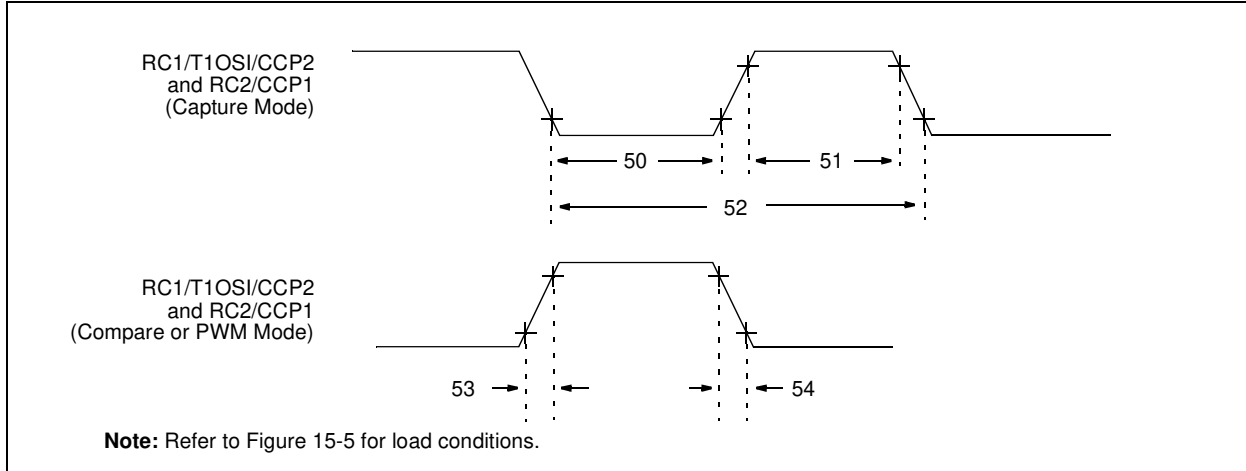 RC1/T1OSI/CCP2
and RC2/CCP1
(Capture Mode)
50
51
52
RC1/T1OSI/CCP2
and RC2/CCP1
(Compare or PWM Mode)
53
54
Note: Refer to Figure 15-5 for load conditions.